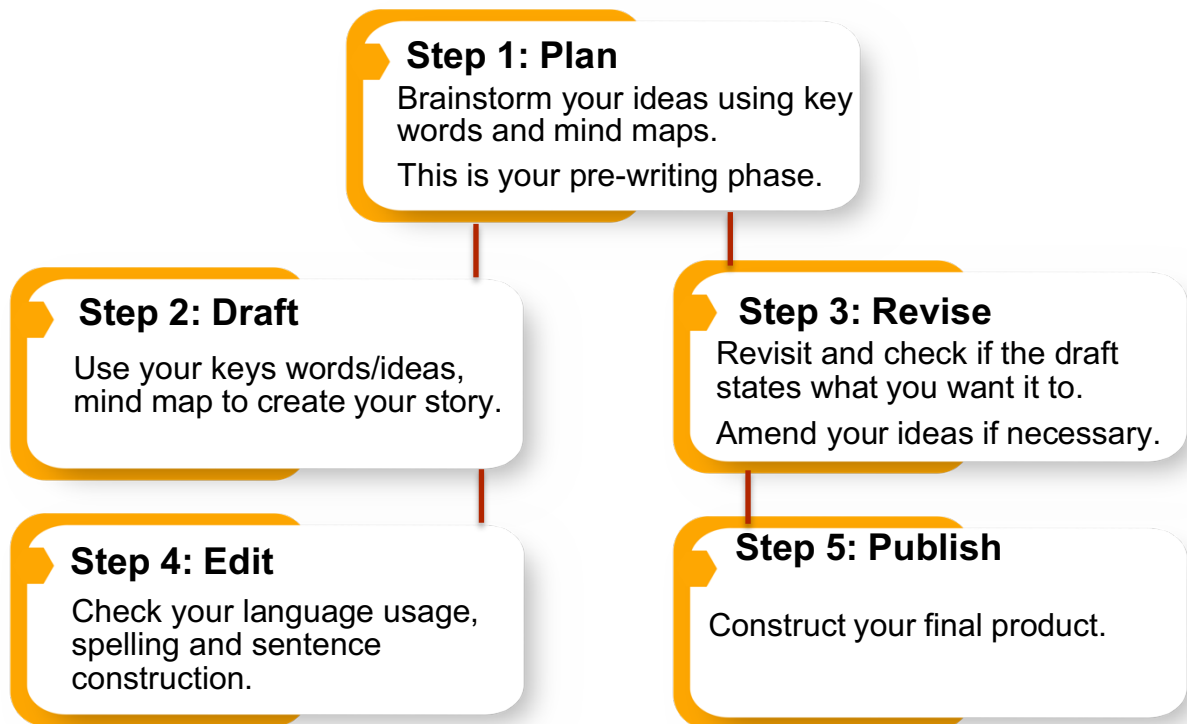 Step 1: Plan
Brainstorm your ideas using key
words and mind maps.
This is your pre-writing phase.
Step 2: Draft
Use your keys words/ideas,
mind map to create your story.
Step 3: Revise
Revisit and check if the draft
states what you want it to.
Amend your ideas if necessary.
Step 4: Edit
Check your language usage,
spelling and sentence
construction.
Step 5: Publish
Construct your final product.